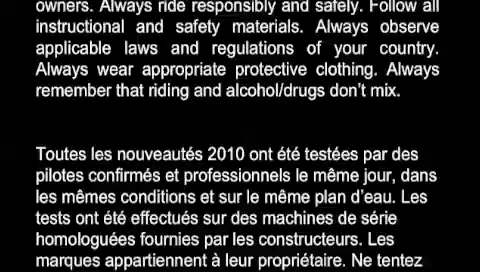 owners. Always ride responsibly and safely. Follow all
instructional and safety materials. Always observe
applicable laws and regulations of your country.
Always wear appropriate protective clothing. Always
remember that riding and alcohol/drugs don't mix.
Toutes les nouveautés 2010 ont été testées par des
pilotes confirmés et professionnels le même jour, dans
les mêmes conditions et sur le même plan d'eau. Les
tests ont été effectués sur des machines de série
homologuées fournies par les constructeurs. Les
marques appartiennent à leur propriétaire. Ne tentez